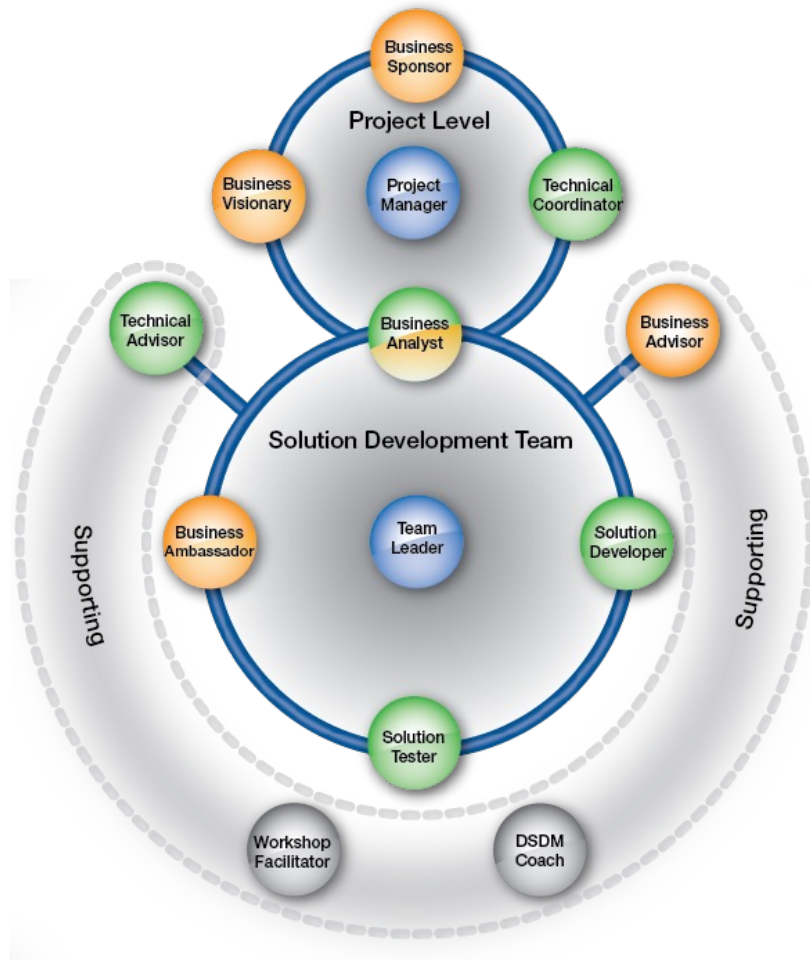 Business
Sponsor
Project Level
Business
Visionary
Project
Manager
Technical
Coordinator
Technical
Advisor
Business
Analyst
Business
Advisor
Solution Development Team
Business
Ambassador
Team
Leader
Solution
Developer
Supporting
Supporting
Solution
Tester
Workshop
Facilitator
DSDM
Coach